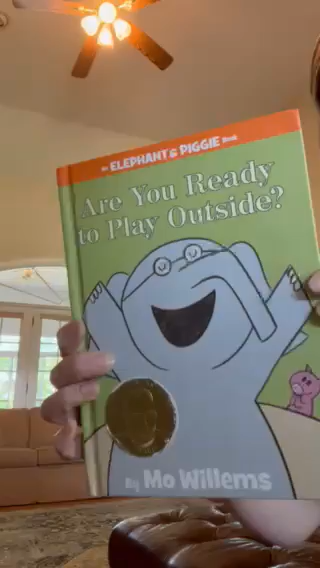 An ELEPHANT & PIGGIE Book
Are You Ready
to Play Outside?
By Mo Willems